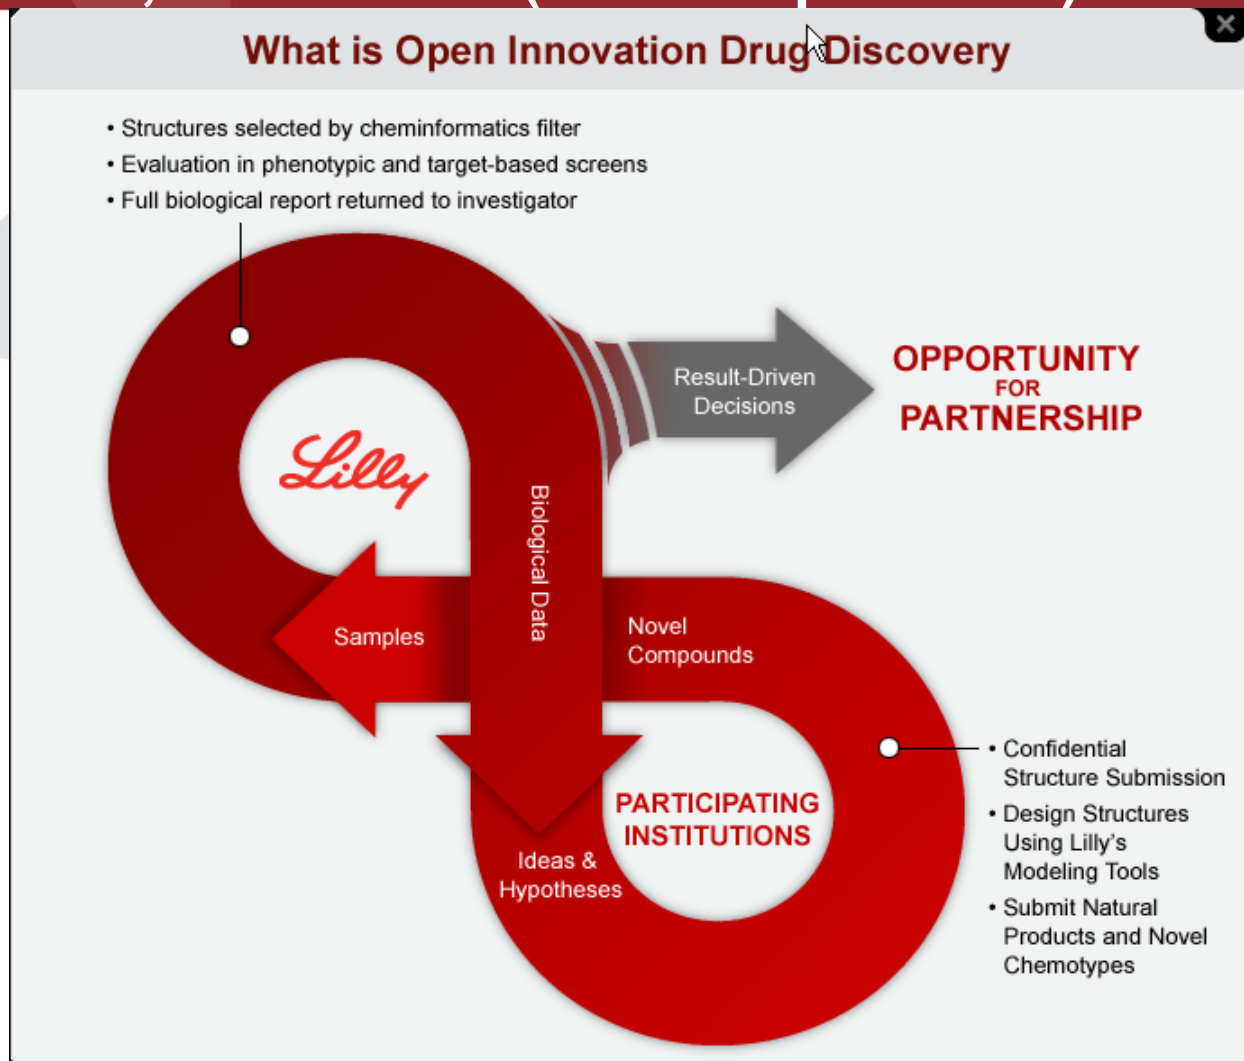 What is Open Innovation Drug Discovery
• Structures selected by cheminformatics filter
• Evaluation in phenotypic and target-based screens
• Full biological report returned to investigator
Result-Driven
Decisions
OPPORTUNITY
FOR
PARTNERSHIP
Lilly
Biological Data
Samples
Novel
Compounds
PARTICIPATING
INSTITUTIONS
Ideas &
Hypotheses
• Confidential
Structure Submission
• Design Structures
Using Lilly's
Modeling Tools
• Submit Natural
Products and Novel
Chemotypes